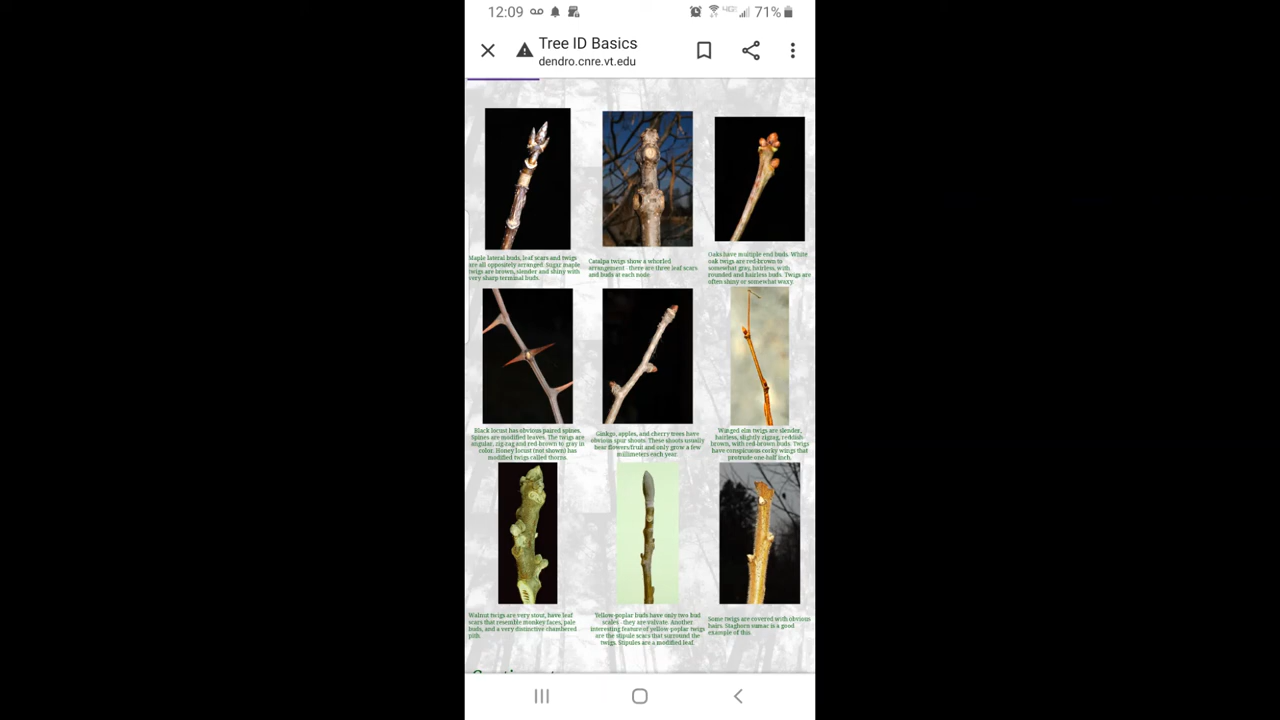 12:09
71%
Tree ID Basics
dendro.cnre.vt.edu
Maple lateral buds, leaf scars and twigs
are all oppositely arranged. Sugar maple
twigs are brown, slender and shiny with
very sharp terminal buds.
Catalpa twigs show a whorled
arrangement - there are three leaf scars
and buds at each node
Oaks have multiple end buds. White
oak twigs are red-brown to
somewhat gray, hairless, with
rounded and hairless buds. Twigs are
often shiny or somewhat waxy.
Black locust has obvious paired spines.
Spines are modified leaves. The twigs are
angular, zig-zag and red-brown to gray in
color. Honey locust (not shown) has
modified twigs called thorns.
Ginkgo, apples, and cherry trees have
obvious spur shoots. These shoots usually
bear flowers/fruit and only grow a few
millimeters each year.
Winged elm twigs are slender,
hairless, slightly zigzag, reddish
brown, with red-brown buds. Twigs
have conspicuous corky wings that
protrude one-half inch.
Walnut twigs are very stout, have leaf
scars that resemble monkey faces, pale
buds, and a very distinctive chambered
pith.
Yellow-poplar buds have only two bud
scales - they are valvate. Another
interesting feature of yellow-poplar twigs
are the stipule scars that surround the
twigs. Stipules are a modified leaf.
Some twigs are covered with obvious
hairs. Staghorn sumac is a good
example of this.